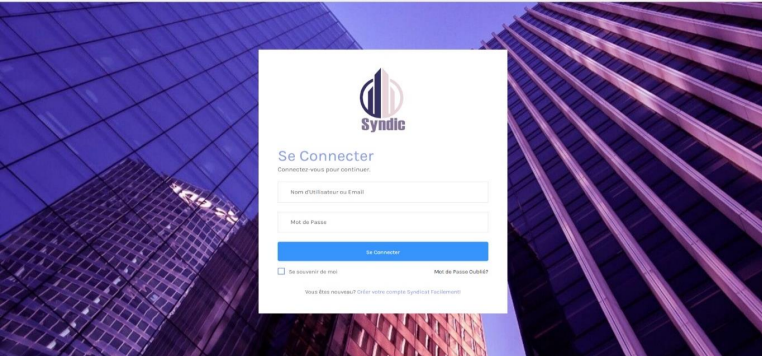 Syndic
Se Connecter
Connectez-vous pour continuer.
Nom d'Utilisateur ou Email
Mot de Passe
Se Connecter
Se souvenir de moi
Mot de Passe Oublié?
Vous êtes nouveau? Créer votre compte Syndical Facilement!